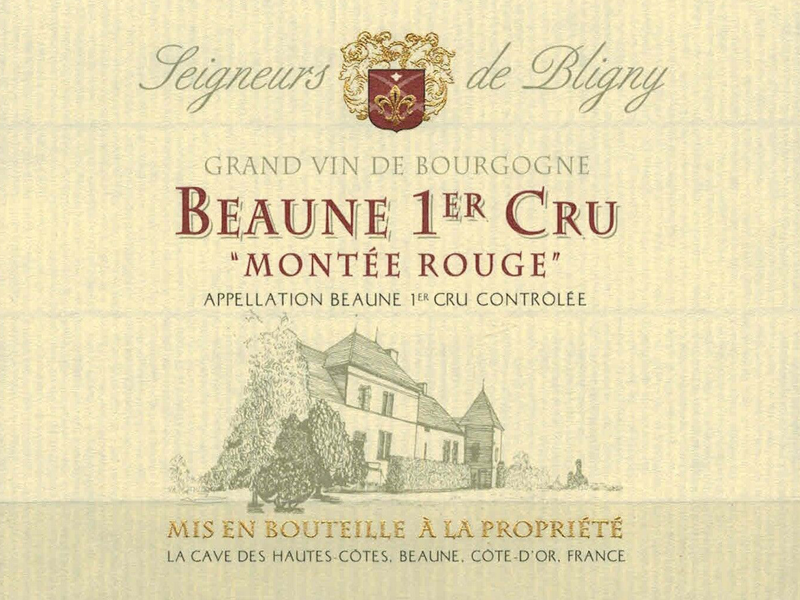 Seigneurs de Bligny
GRAND VIN DE BOURGOGNE
BEAUNE 1ER CRU
"MONTÉE ROUGE"
APPELLATION BEAUNE 1ER CRU CONTRÔLÉE
MIS EN BOUTEILLE À LA PROPRIÉTÉ
LA CAVE DES HAUTES-CÔTES, BEAUNE, CÔTE-D'OR, FRANCE